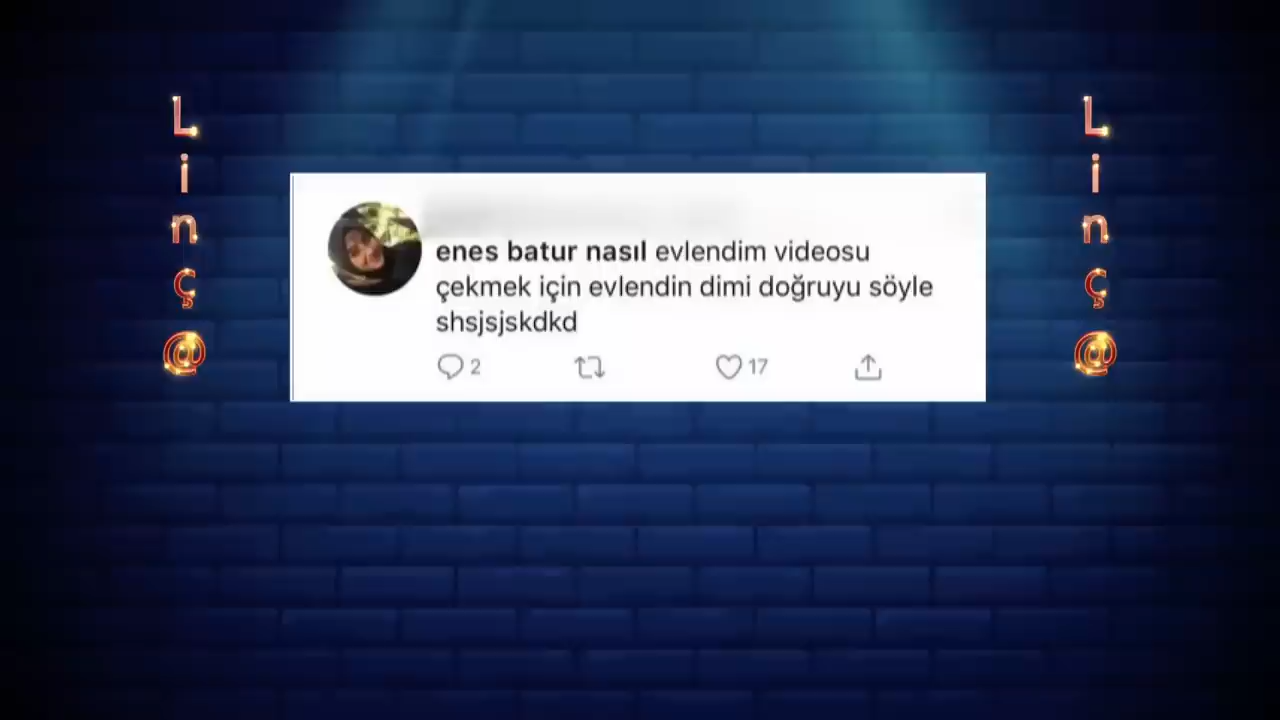 Linç@
enes batur nasıl evlendim videosu
çekmek için evlendin dimi doğruyu söyle
shsjsjskdkd
2
17
Linç@